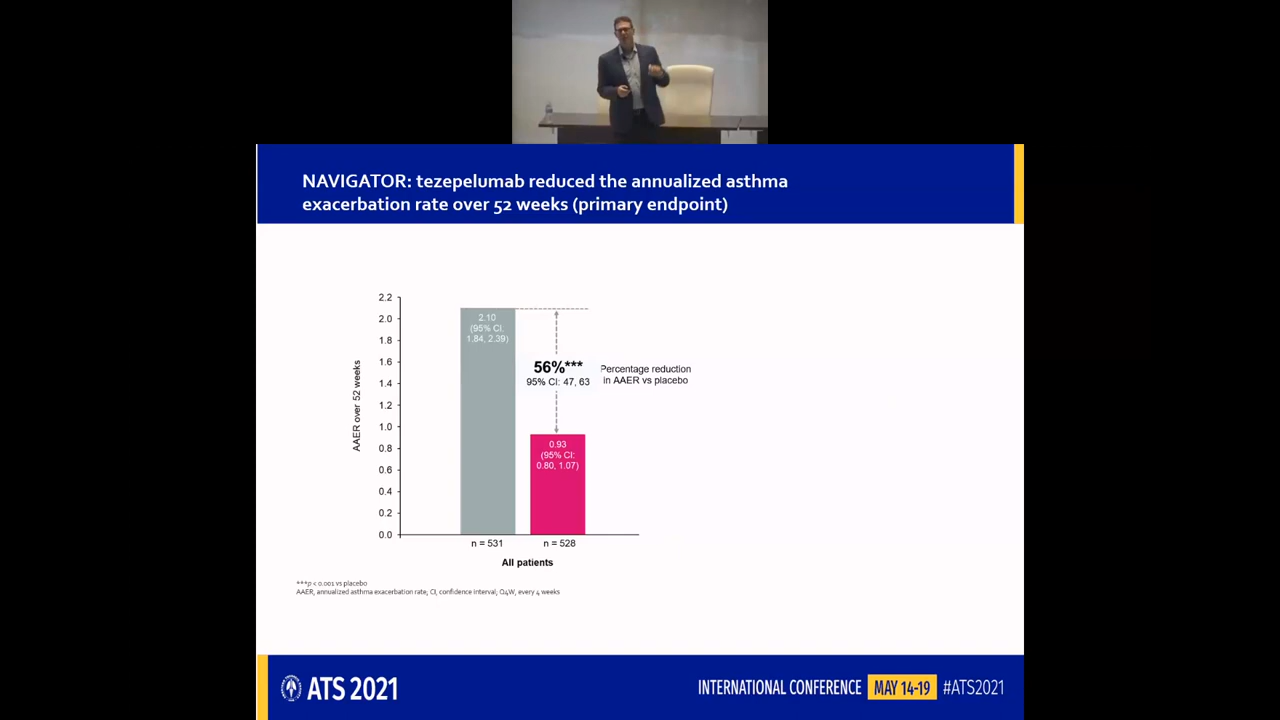 NAVIGATOR: tezepelumab reduced the annualized asthma
exacerbation rate over 52 weeks (primary endpoint)
AAER over 52 weeks
2.2
2.0
1.8
1.6
1.4
1.2
1.0
0.8
0.6
0.4
0.2
0.0
2.10
(95% CI:
1.84, 2.39)
56%***
95% CI: 47, 63
Percentage reduction
in AAER vs placebo
0.93
(95% CI:
0.80, 1.07)
n = 531
n = 528
All patients
***p < 0.001 vs placebo
AAER, annualized asthma exacerbation rate; CI, confidence interval; Q4W, every 4 weeks
ATS 2021
INTERNATIONAL CONFERENCE MAY 14-19 #ATS2021